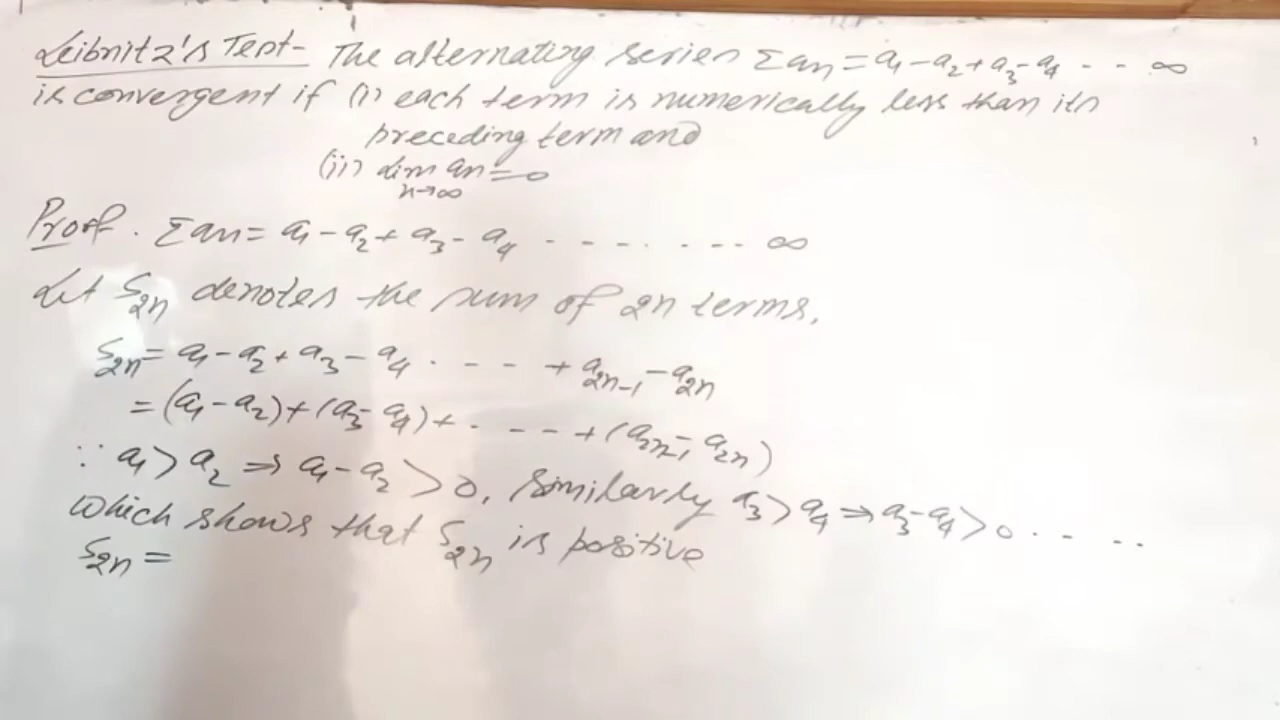 Leibnitz's Test- The alternating series Σan = a₁ - a₂ + a₃ - a₄ - - - ∞
is convergent if (i) each term is numerically less than its
preceding term and
(ii) lim an = 0
n→∞
Proof. Σan = a₁ - a₂ + a₃ - a₄ - - - - - - - ∞
Let S₂n denotes the sum of 2n terms,
S₂n = a₁ - a₂ + a₃ - a₄ . - - - + a₂n-₁ - a₂n
= (a₁ - a₂) + (a₃ - a₄) + . - - - + (a₂n-₁ - a₂n)
∵ a₁ > a₂ ⇒ a₁ - a₂ > 0, Similarly a₃ > a₄ ⇒ a₃ - a₄ > 0 . - - - -
Which shows that S₂n is positive
S₂n =